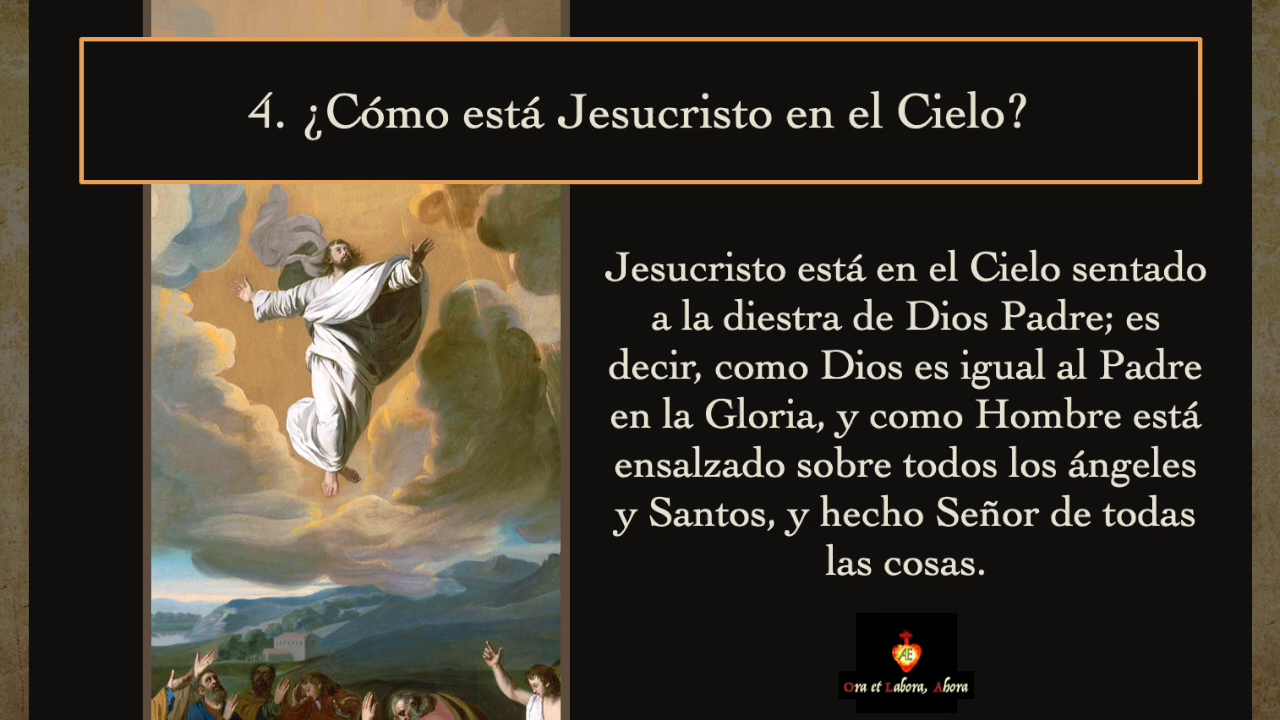 4. ¿Cómo está Jesucristo en el Cielo?
Jesucristo está en el Cielo sentado
a la diestra de Dios Padre; es
decir, como Dios es igual al Padre
en la Gloria, y como Hombre está
ensalzado sobre todos los ángeles
y Santos, y hecho Señor de todas
las cosas.
AE
Ora et Labora, Ahora